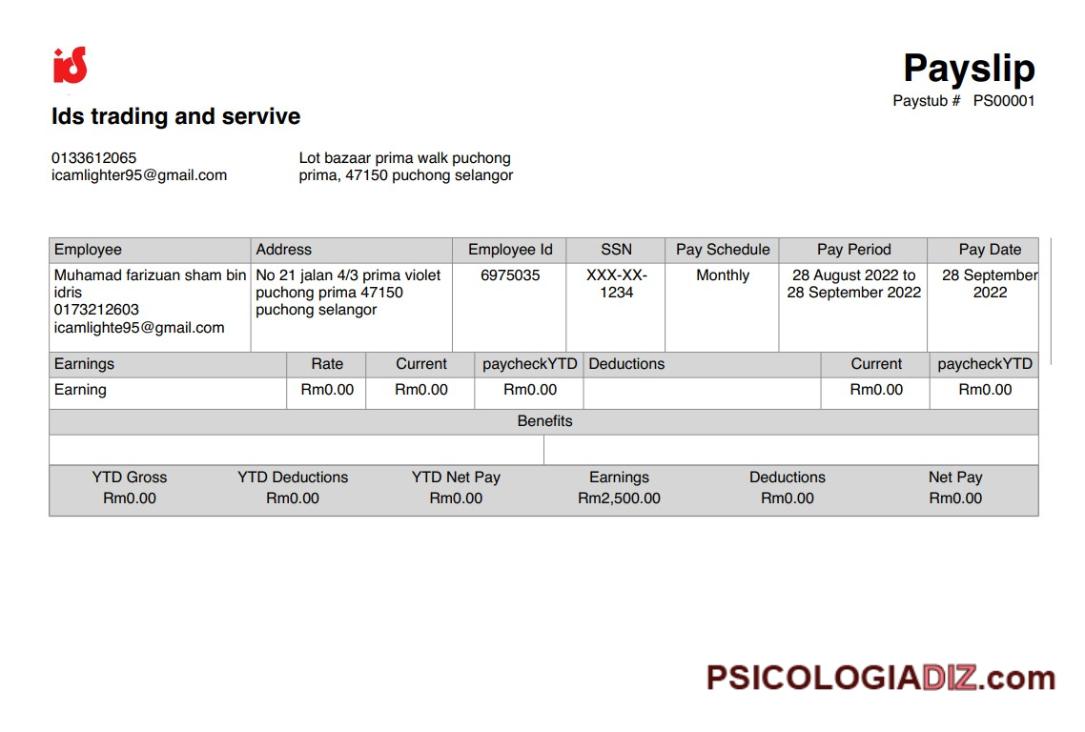 ids
Payslip
Paystub # PS00001
Ids trading and servive
0133612065
icamlighter95@gmail.com
Lot bazaar prima walk puchong
prima, 47150 puchong selangor
Employee Address Employee Id SSN Pay Schedule Pay Period Pay Date
Muhamad farizuan sham bin
idris
0173212603
icamlighte95@gmail.com
No 21 jalan 4/3 prima violet
puchong prima 47150
puchong selangor
6975035
XXX-XX-
1234
Monthly
28 August 2022 to
28 September 2022
28 September
2022
Earnings Rate Current paycheckYTD Deductions Current paycheckYTD
Earning Rm0.00 Rm0.00 Rm0.00 Rm0.00 Rm0.00
Benefits
YTD Gross YTD Deductions YTD Net Pay Earnings Deductions Net Pay
Rm0.00 Rm0.00 Rm0.00 Rm2,500.00 Rm0.00 Rm0.00
PSICOLOGIADIZ.com